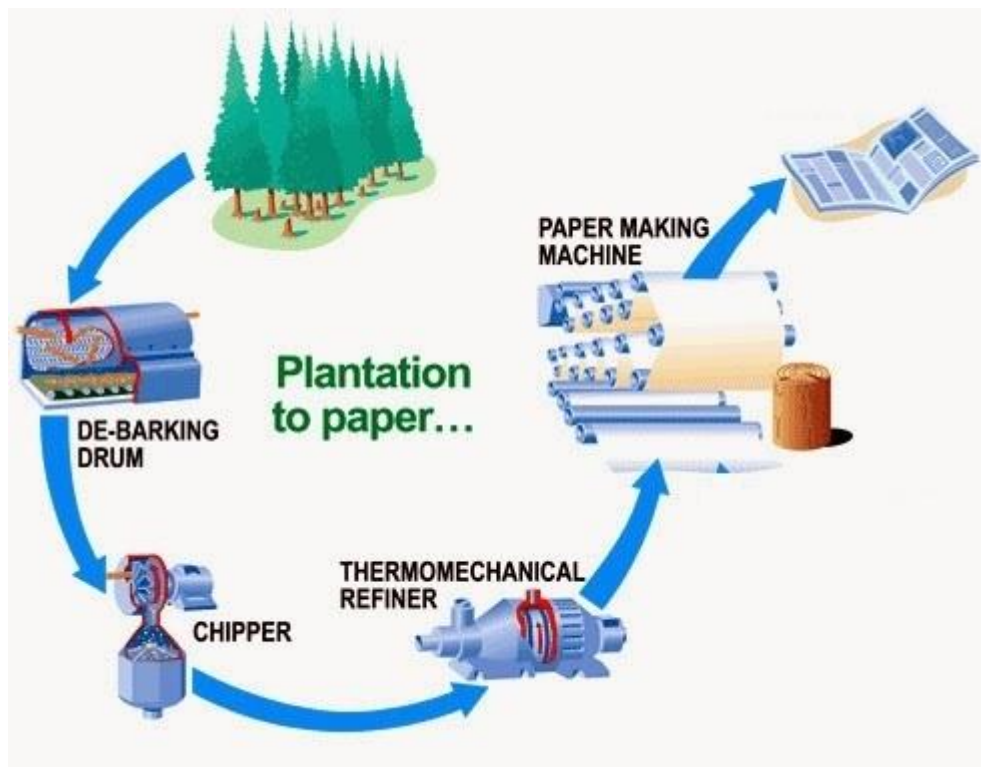 Plantation
to paper...
DE-BARKING
DRUM
CHIPPER
THERMOMECHANICAL
REFINER
PAPER MAKING
MACHINE